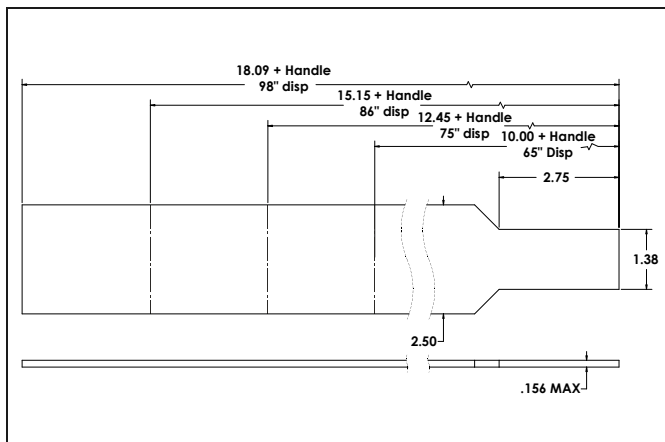 18.09 + Handle
98" disp
15.15 + Handle
86" disp
12.45 + Handle
75" disp
10.00 + Handle
65" Disp
2.75
1.38
2.50
.156 MAX